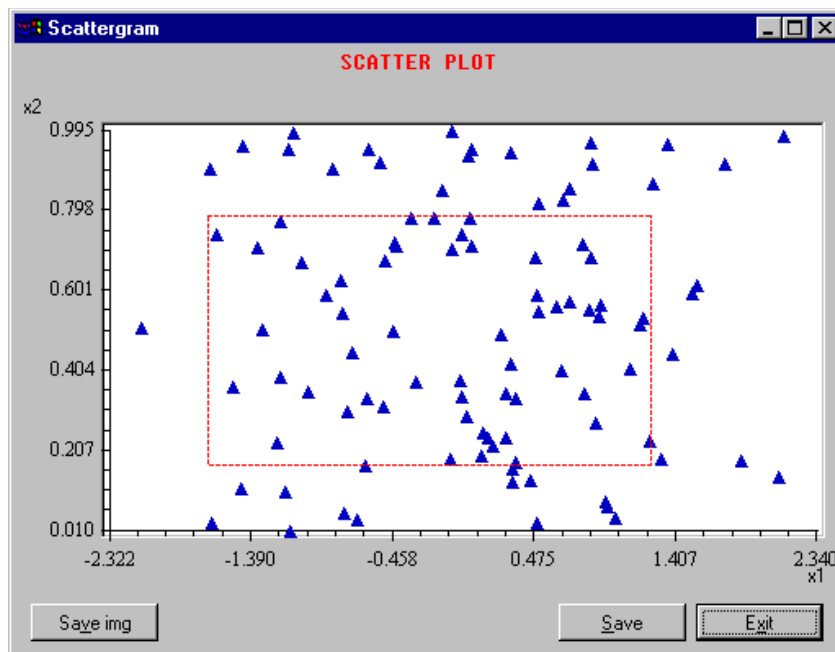 Scattergram
SCATTER PLOT
x2
0.995
0.798
0.601
0.404
0.207
0.010
-2.322 -1.390 -0.458 0.475 1.407 2.340
x1
Save img Save Exit